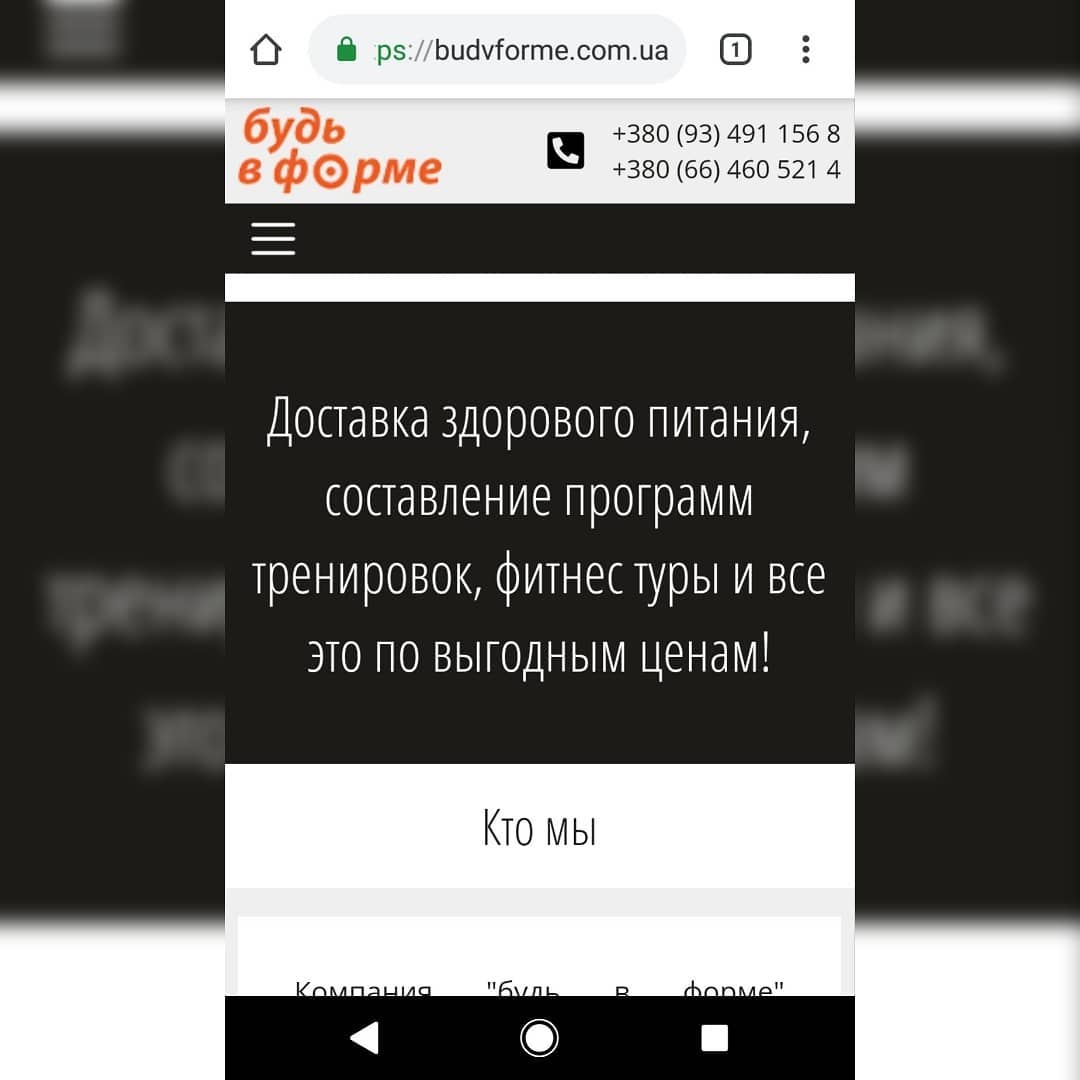 ps://budvforme.com.ua
1
будь
в форме
+380 (93) 491 156 8
+380 (66) 460 521 4
Доставка здорового питания,
составление программ
тренировок, фитнес туры и все
это по выгодным ценам!
Кто мы
Компания "будь в форме"